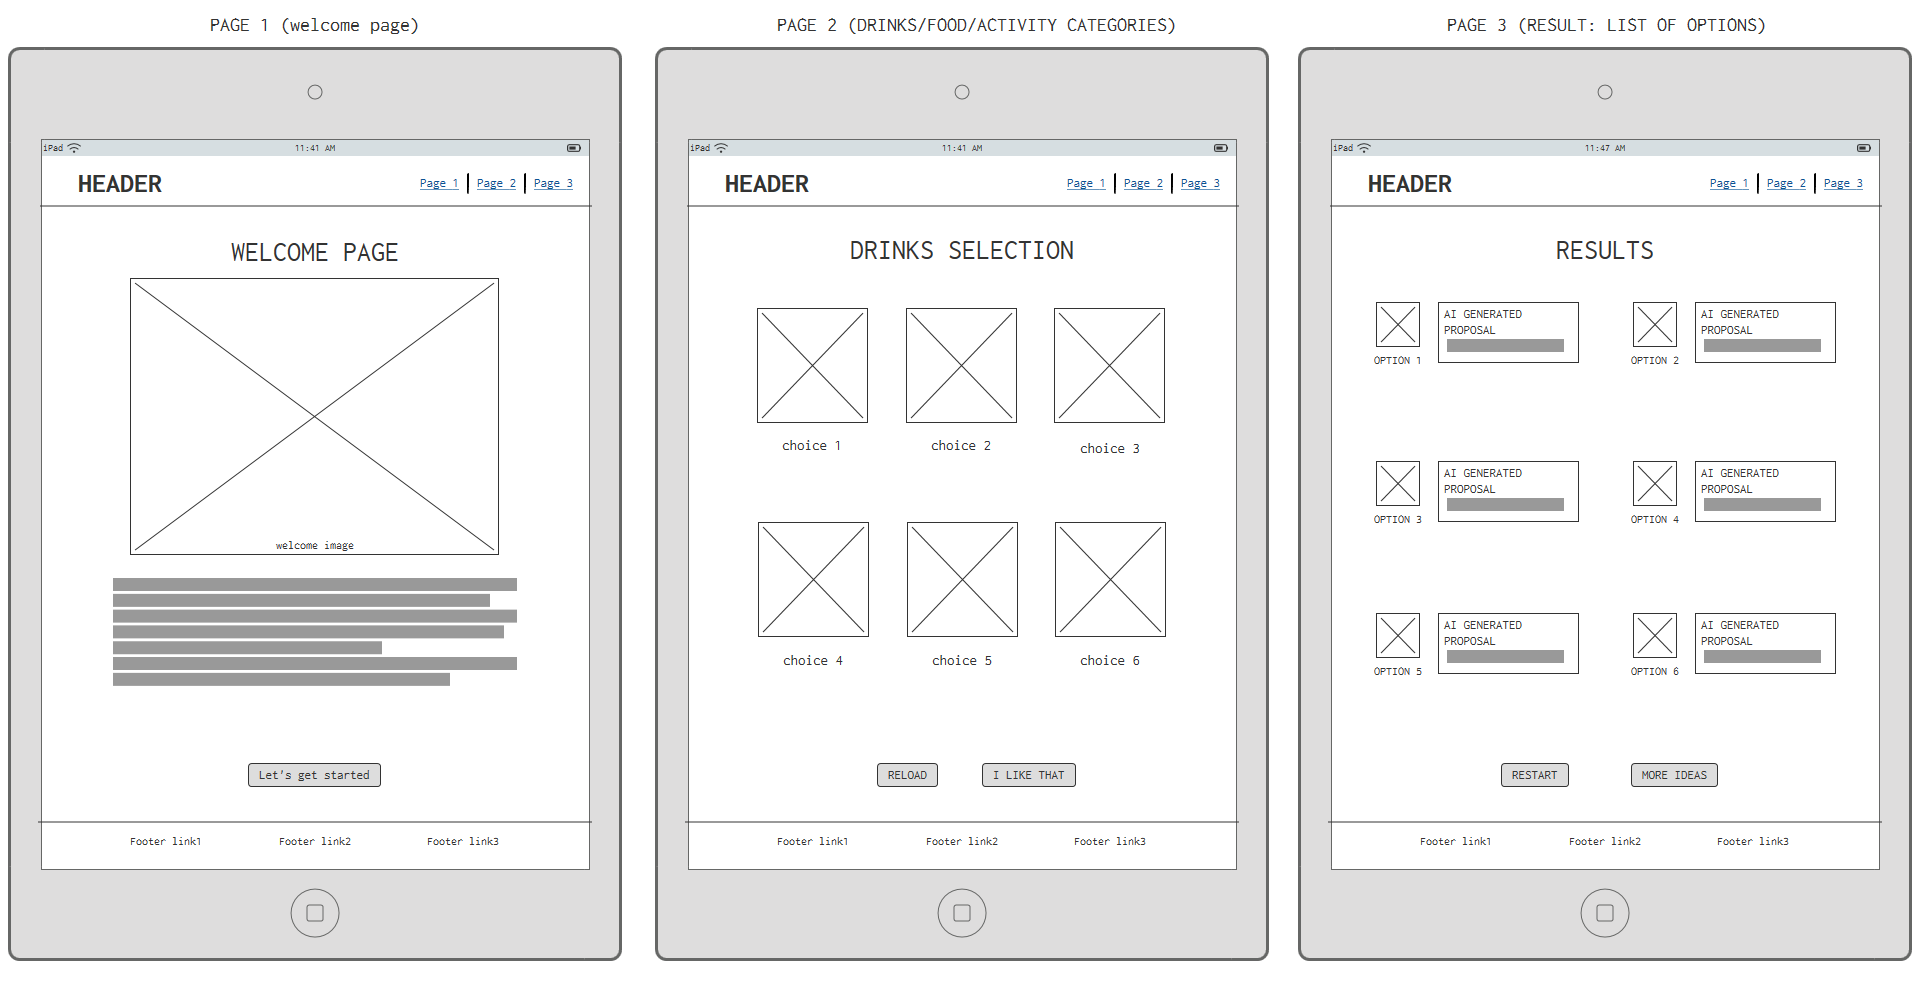 PAGE 1 (welcome page)
iPad 11:41 AM
HEADER
Page 1 Page 2 Page 3
WELCOME PAGE
welcome image
Let's get started
Footer link1 Footer link2 Footer link3
PAGE 2 (DRINKS/FOOD/ACTIVITY CATEGORIES)
iPad 11:41 AM
HEADER
Page 1 Page 2 Page 3
DRINKS SELECTION
choice 1 choice 2 choice 3
choice 4 choice 5 choice 6
RELOAD I LIKE THAT
Footer link1 Footer link2 Footer link3
PAGE 3 (RESULT: LIST OF OPTIONS)
iPad 11:47 AM
HEADER
Page 1 Page 2 Page 3
RESULTS
AI GENERATED
PROPOSAL
OPTION 1
AI GENERATED
PROPOSAL
OPTION 2
AI GENERATED
PROPOSAL
OPTION 3
AI GENERATED
PROPOSAL
OPTION 4
AI GENERATED
PROPOSAL
OPTION 5
AI GENERATED
PROPOSAL
OPTION 6
RESTART MORE IDEAS
Footer link1 Footer link2 Footer link3